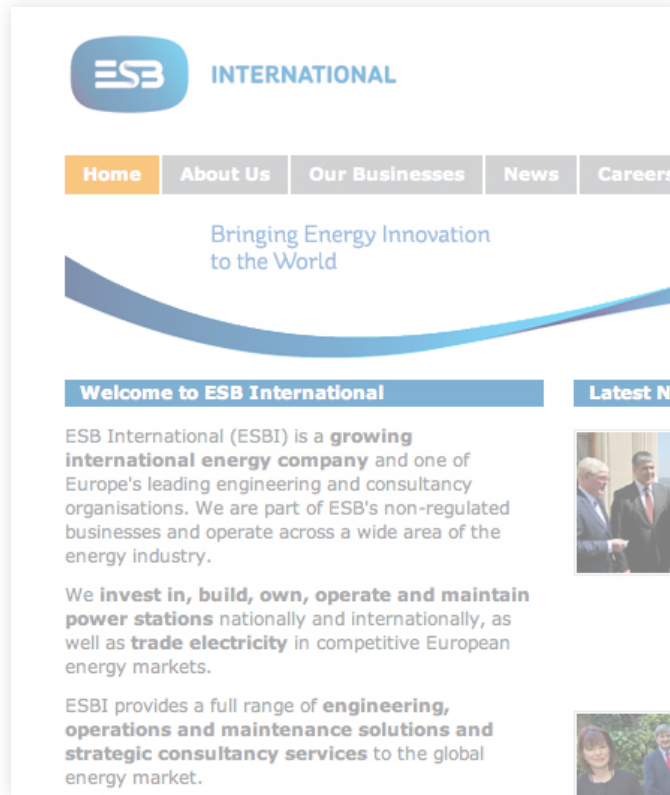 ESB INTERNATIONAL
Home About Us Our Businesses News Careers
Bringing Energy Innovation
to the World
Welcome to ESB International
Latest N
ESB International (ESBI) is a growing
international energy company and one of
Europe's leading engineering and consultancy
organisations. We are part of ESB's non-regulated
businesses and operate across a wide area of the
energy industry.
We invest in, build, own, operate and maintain
power stations nationally and internationally, as
well as trade electricity in competitive European
energy markets.
ESBI provides a full range of engineering,
operations and maintenance solutions and
strategic consultancy services to the global
energy market.